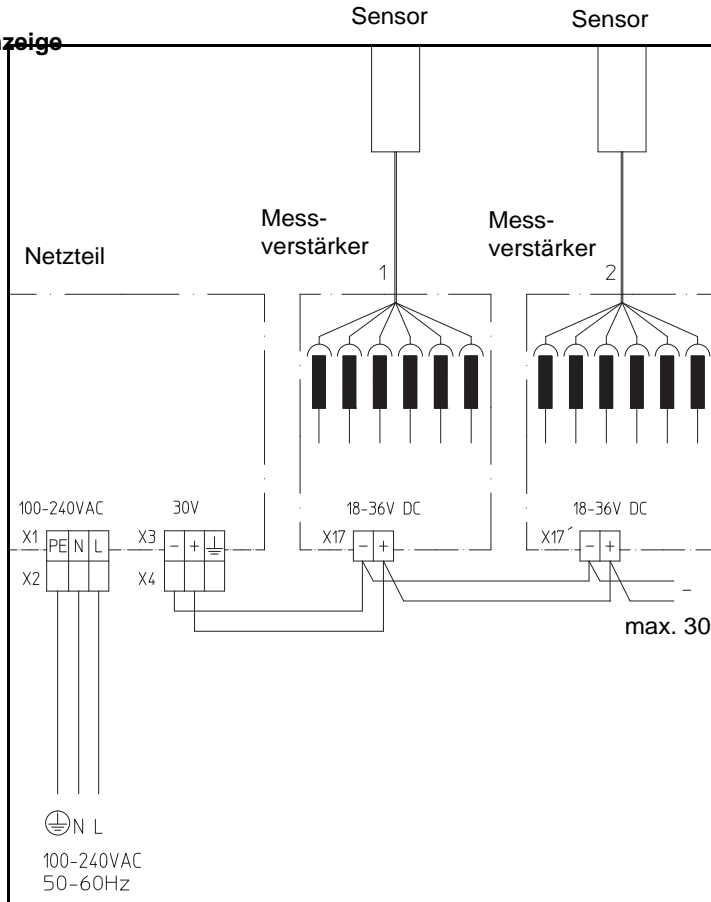 Sensor
Sensor
nzeige
Mess-
verstärker
1
Mess-
verstärker
2
Netzteil
100-240VAC
30V
18-36V DC
18-36V DC
X1
PE N L
X3
- +
X17
- +
X17´
- +
X2
X4
-
max. 30
N L
100-240VAC
50-60Hz